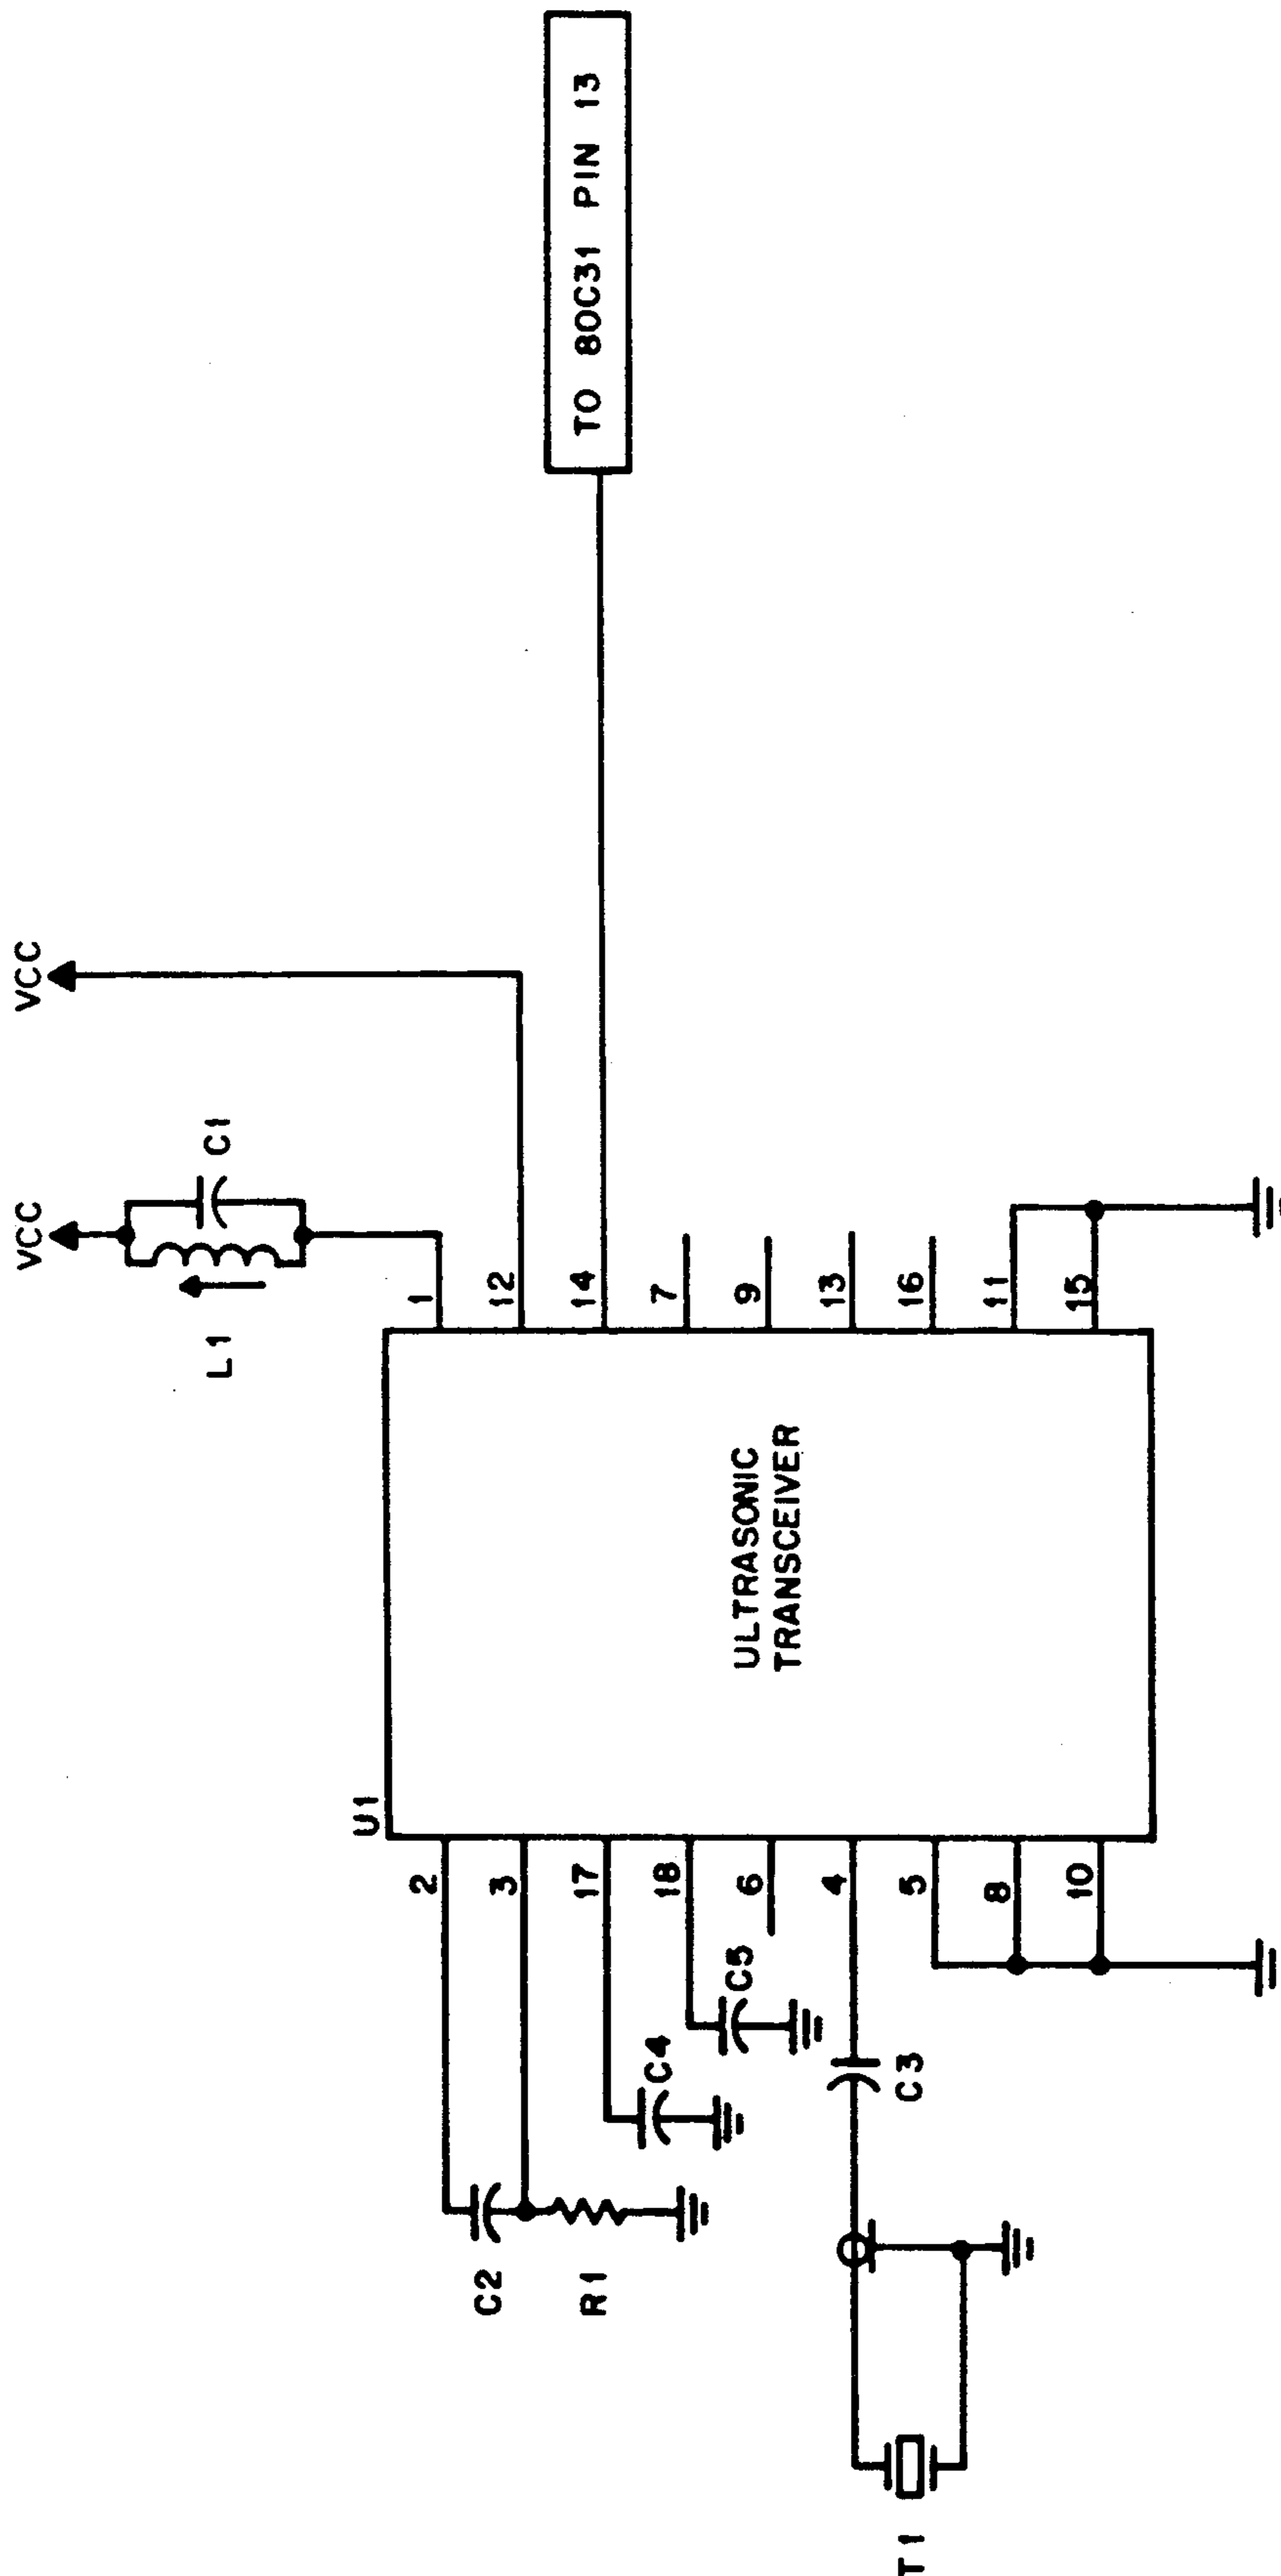 VCC
VCC
L1
C1
TO 80C31 PIN 13
U1
ULTRASONIC
TRANSCEIVER
2
3
17
18
6
4
5
8
10
1
12
14
7
9
13
16
11
15
C2
R1
C4
C5
C3
T1